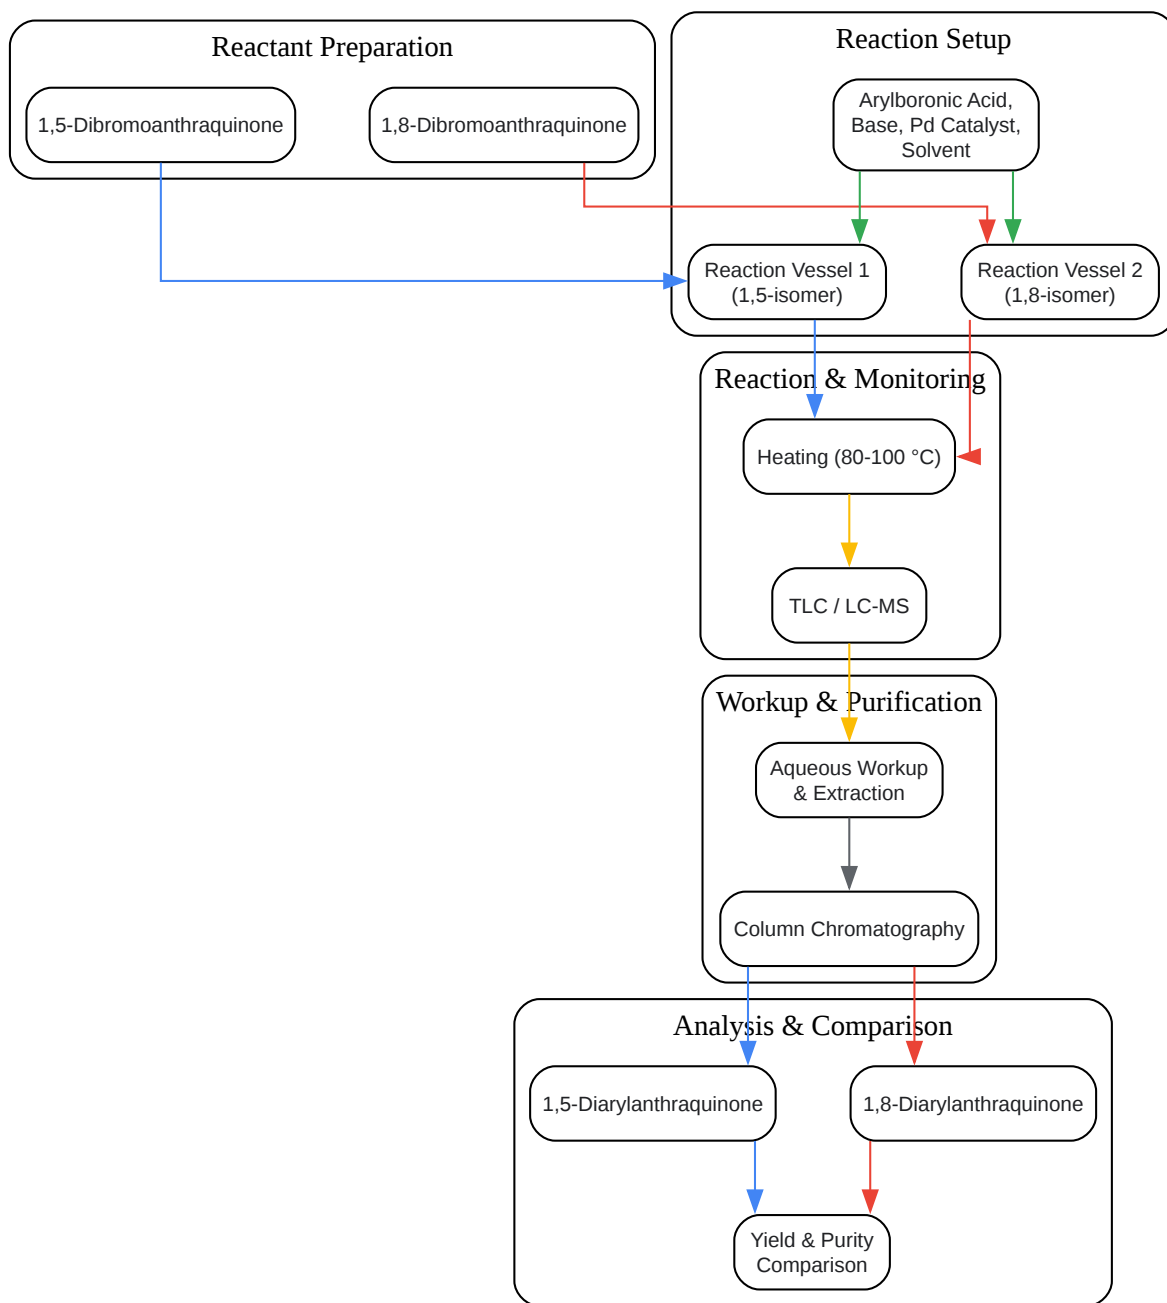 Reactant Preparation
1,5-Dibromoanthraquinone
1,8-Dibromoanthraquinone
Reaction Setup
Arylboronic Acid,
Base, Pd Catalyst,
Solvent
Reaction Vessel 1
(1,5-isomer)
Reaction Vessel 2
(1,8-isomer)
Reaction & Monitoring
Heating (80-100 °C)
TLC / LC-MS
Workup & Purification
Aqueous Workup
& Extraction
Column Chromatography
Analysis & Comparison
1,5-Diarylanthraquinone
1,8-Diarylanthraquinone
Yield & Purity
Comparison